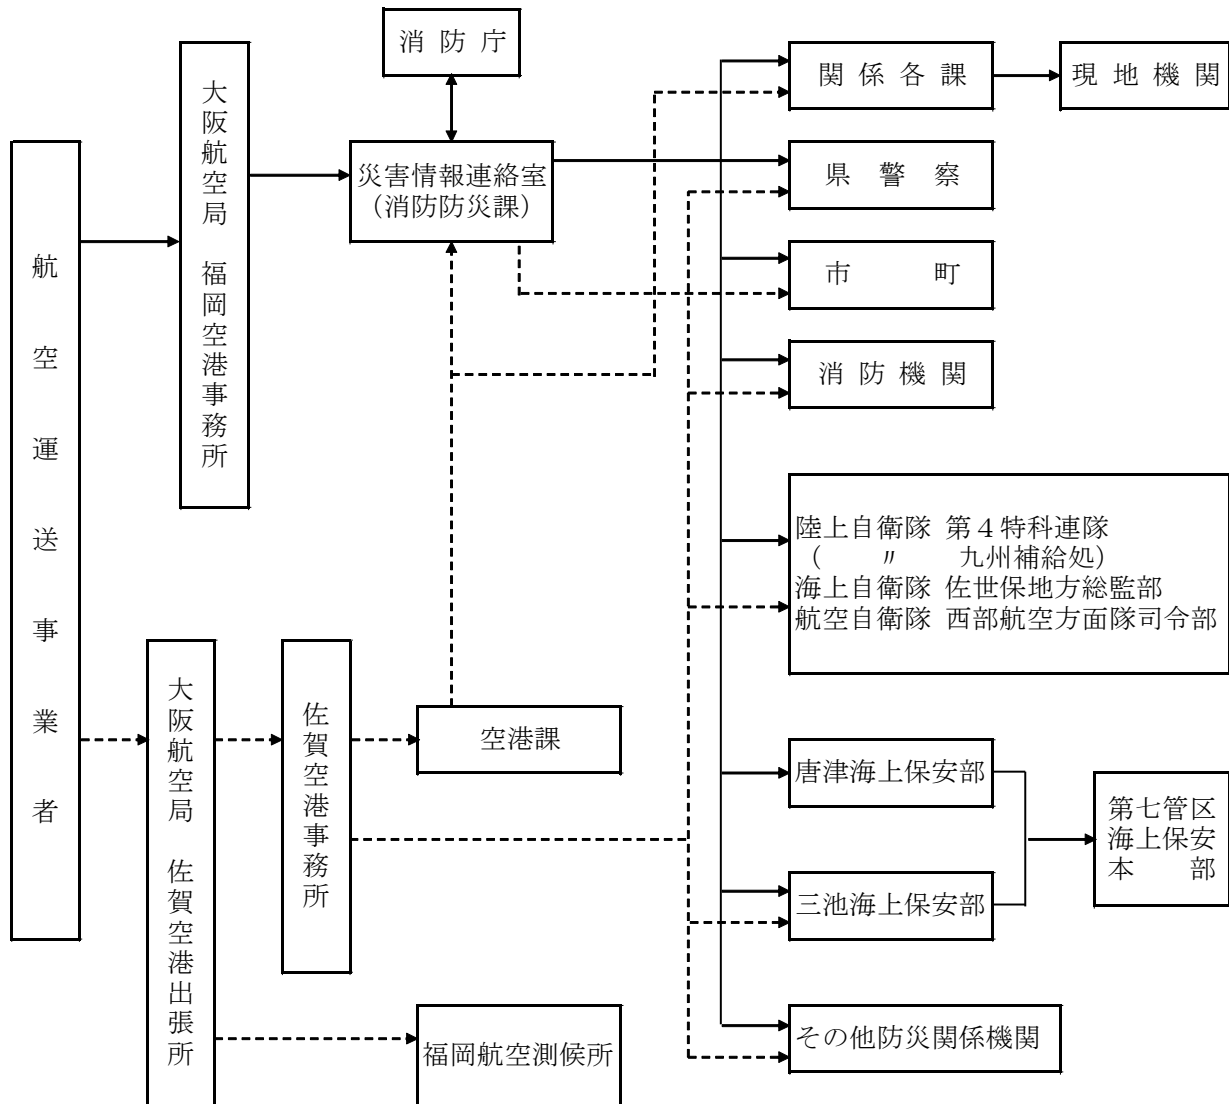 航空運送事業者
大阪航空局 福岡空港事務所
消防庁
災害情報連絡室
（消防防災課）
関係各課
現地機関
県警察
市町
消防機関
陸上自衛隊 第４特科連隊
（ 〃 九州補給処）
海上自衛隊 佐世保地方総監部
航空自衛隊 西部航空方面隊司令部
大阪航空局 佐賀空港出張所
佐賀空港事務所
空港課
福岡航空測候所
唐津海上保安部
三池海上保安部
第七管区
海上保安
本部
その他防災関係機関